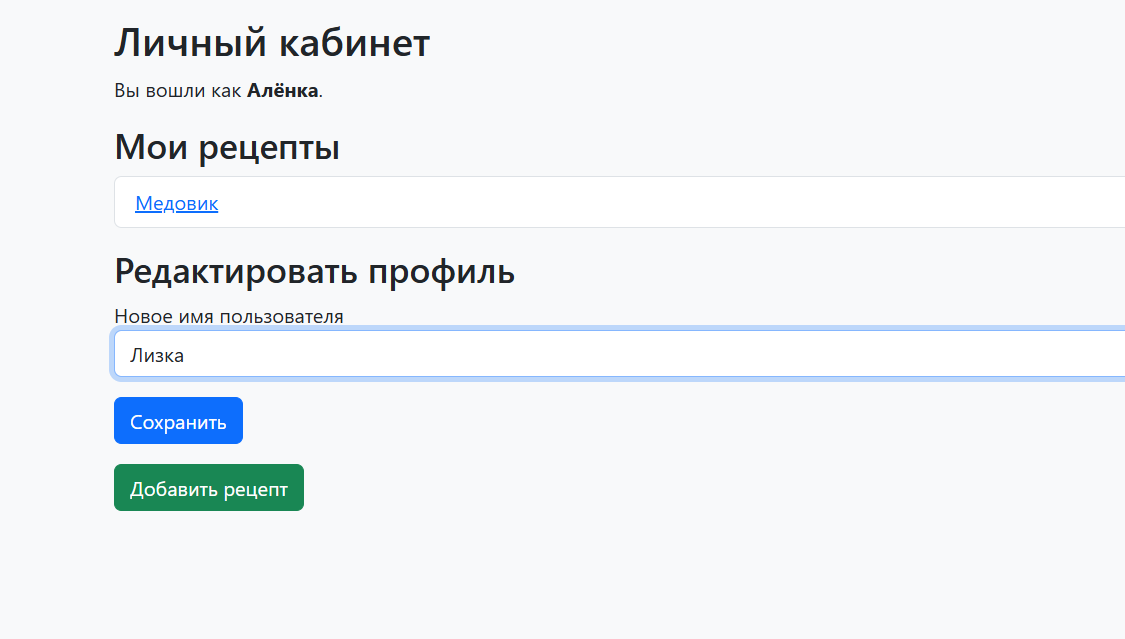 Личный кабинет
Вы вошли как Алёнка.
Мои рецепты
Медовик
Редактировать профиль
Новое имя пользователя
Лизка
Сохранить
Добавить рецепт